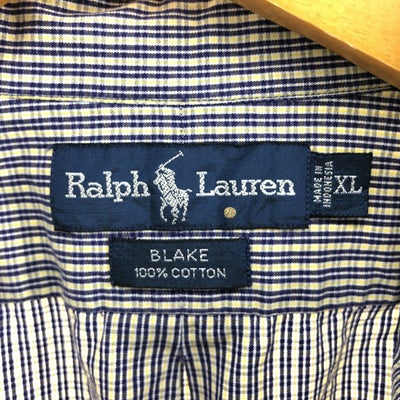 Ralph Lauren
MADE IN
INDONESIA
XL
BLAKE
100% COTTON